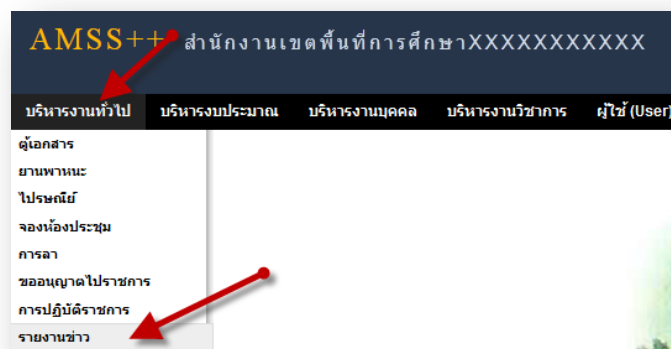 AMSS++ สำนักงานเขตพื้นที่การศึกษาXXXXXXXXXXX
บริหารงานทั่วไป บริหารงบประมาณ บริหารงานบุคคล บริหารงานวิชาการ ผู้ใช้ (User)
ตู้เอกสาร
ยานพาหนะ
ไปรษณีย์
จองห้องประชุม
การลา
ขออนุญาตไปราชการ
การปฏิบัติราชการ
รายงานข่าว